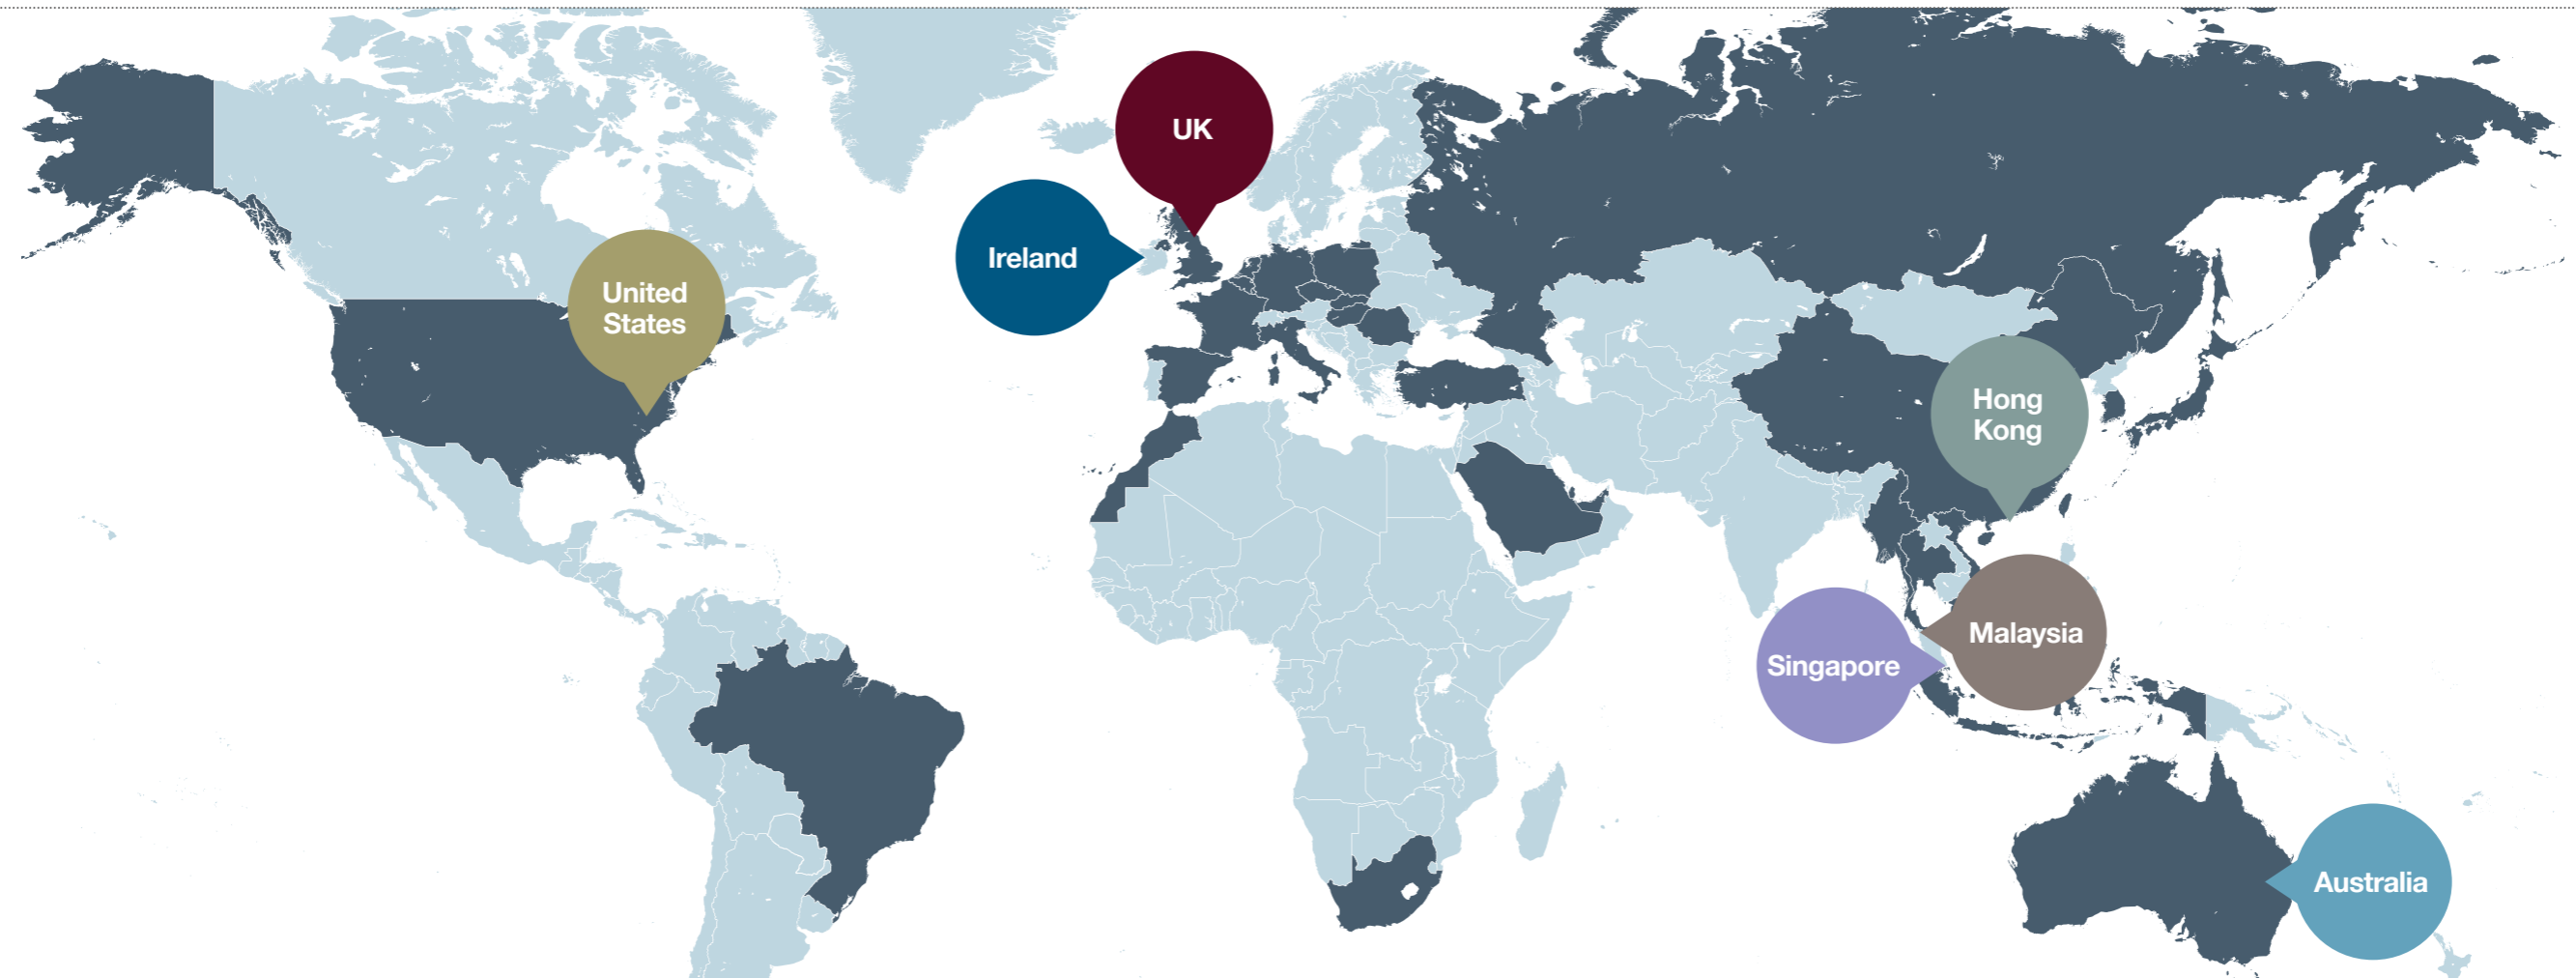 UK
Ireland
United
States
Hong
Kong
Malaysia
Singapore
Australia